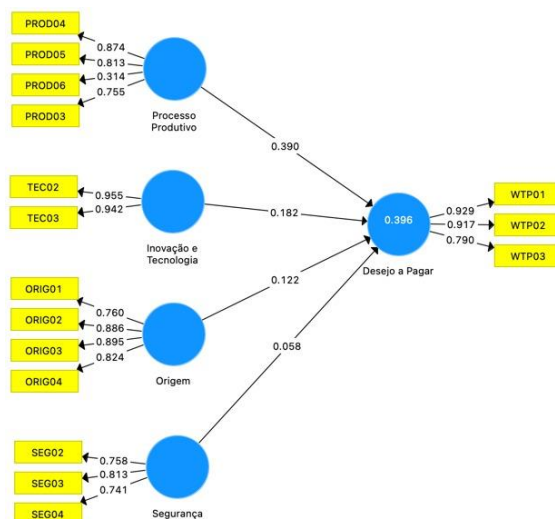 PROD04
0.874
PROD05
0.813
PROD06
0.314
PROD03
0.755
Processo
Produtivo
0.390
TEC02
0.955
TEC03
0.942
Inovação e
Tecnologia
0.182
0.396
Desejo a Pagar
0.929
WTP01
0.917
WTP02
0.790
WTP03
ORIG01
0.760
ORIG02
0.886
ORIG03
0.895
ORIG04
0.824
Origem
0.122
0.058
SEG02
0.758
SEG03
0.813
SEG04
0.741
Segurança